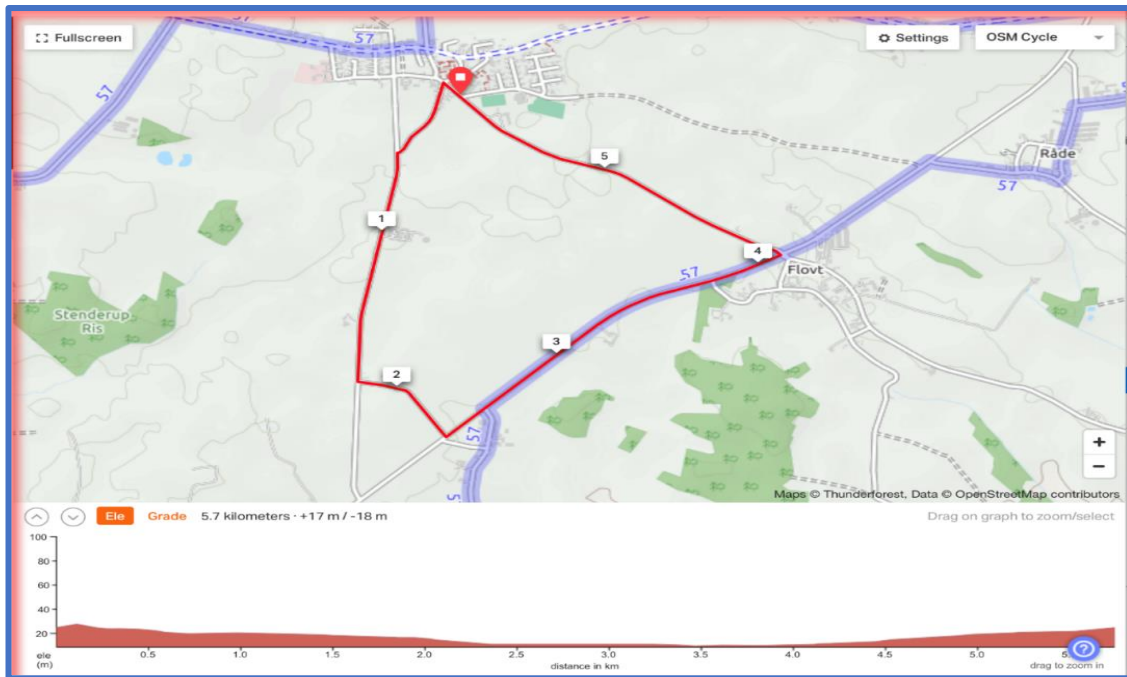 Fullscreen
Settings
OSM Cycle
57
57
5
Råde
57
1
4
57
Flovt
Stenderup
Ris
3
2
57
+
−
Maps © Thunderforest, Data © OpenStreetMap contributors
Ele Grade 5.7 kilometers · +17 m / -18 m Drag on graph to zoom/select
100
80
60
40
20
ele
(m)
0.5 1.0 1.5 2.0 2.5 3.0 3.5 4.0 4.5 5.0
?
distance in km
drag to zoom in